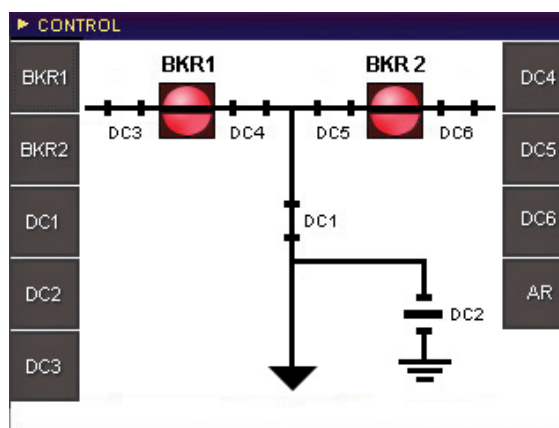 ► CONTROL
BKR1
BKR2
DC1
DC2
DC3
BKR1
BKR 2
DC3
DC4
DC5
DC6
DC1
DC2
DC4
DC5
DC6
AR